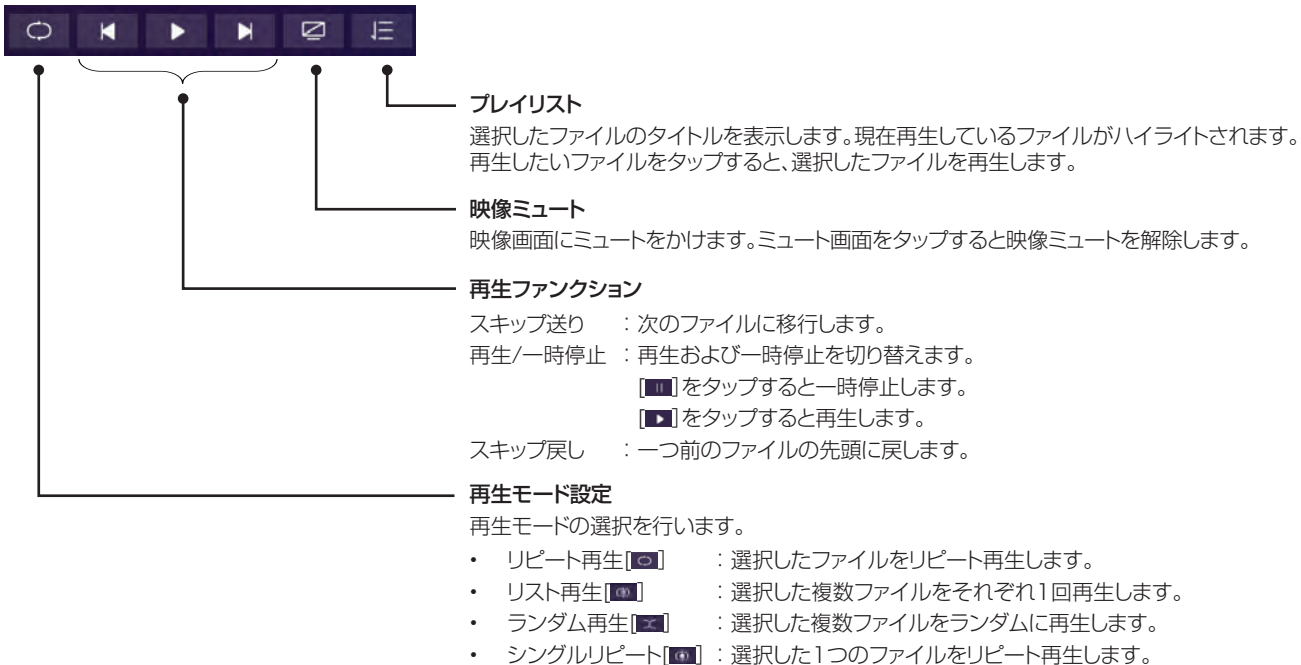 プレイリスト
選択したファイルのタイトルを表示します。現在再生しているファイルがハイライトされます。
再生したいファイルをタップすると、選択したファイルを再生します。
映像ミュート
映像画面にミュートをかけます。ミュート画面をタップすると映像ミュートを解除します。
再生ファンクション
スキップ送り ：次のファイルに移行します。
再生/一時停止 ：再生および一時停止を切り替えます。
[ ]をタップすると一時停止します。
[ ]をタップすると再生します。
スキップ戻し ：一つ前のファイルの先頭に戻します。
再生モード設定
再生モードの選択を行います。
• リピート再生[ ] ：選択したファイルをリピート再生します。
• リスト再生[ ] ：選択した複数ファイルをそれぞれ1回再生します。
• ランダム再生[ ] ：選択した複数ファイルをランダムに再生します。
• シングルリピート[ ] ：選択した1つのファイルをリピート再生します。